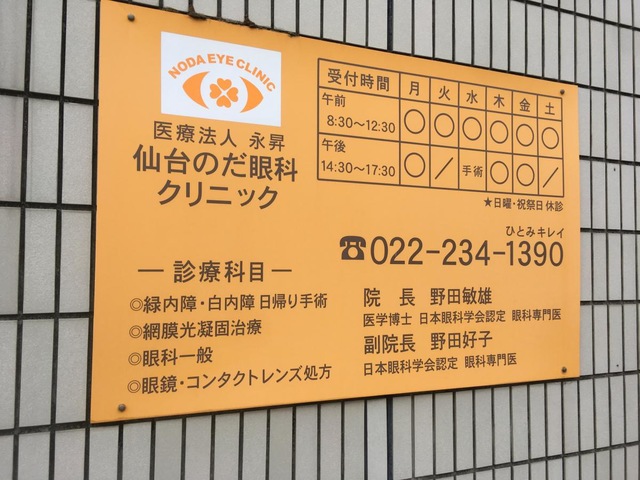 NODA EYE CLINIC
医療法人 永昇
仙台のだ眼科
クリニック
受付時間 月 火 水 木 金 土
午前
8:30～12:30 ○ ○ ○ ○ ○ ○
午後
14:30～17:30 ○ ／ 手術 ○ ○ ／
★日曜・祝祭日 休診
ひとみキレイ
☎022-234-1390
― 診療科目 ―
◎緑内障・白内障 日帰り手術
◎網膜光凝固治療
◎眼科一般
◎眼鏡・コンタクトレンズ処方
院 長 野田敏雄
医学博士 日本眼科学会認定 眼科専門医
副院長 野田好子
日本眼科学会認定 眼科専門医